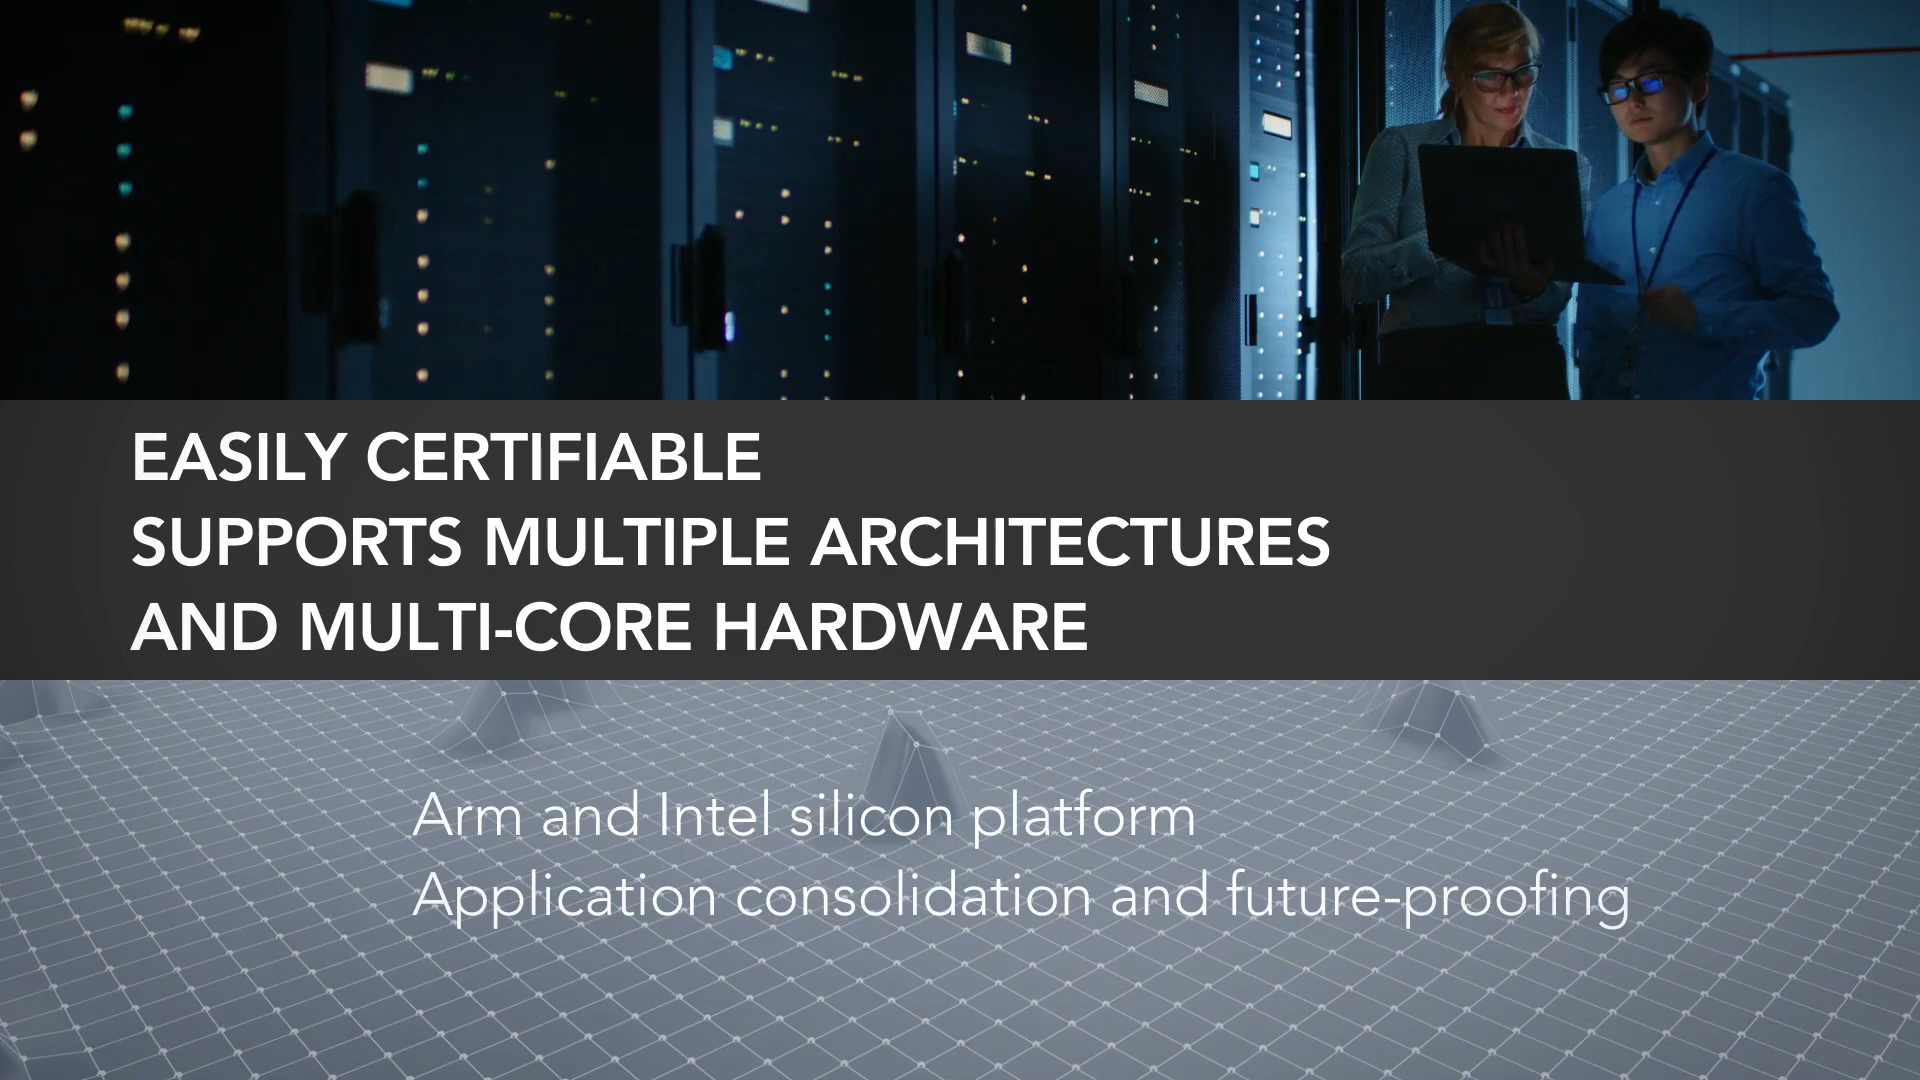 EASILY CERTIFIABLE
SUPPORTS MULTIPLE ARCHITECTURES
AND MULTI-CORE HARDWARE
Arm and Intel silicon platform
Application consolidation and future-proofing